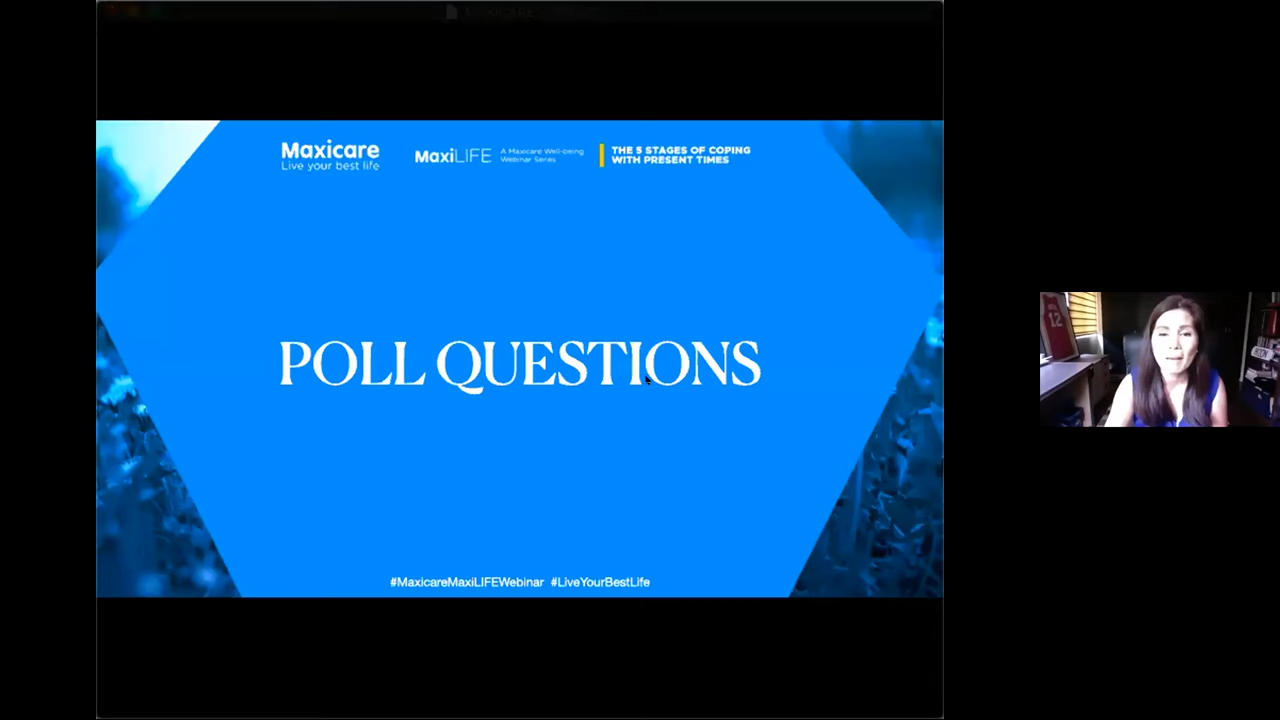 Maxicare
Live your best life
MaxiLIFE
A Maxicare Well-being
Webinar Series
THE 5 STAGES OF COPING
WITH PRESENT TIMES
POLL QUESTIONS
#MaxicareMaxiLIFEWebinar #LiveYourBestLife
12